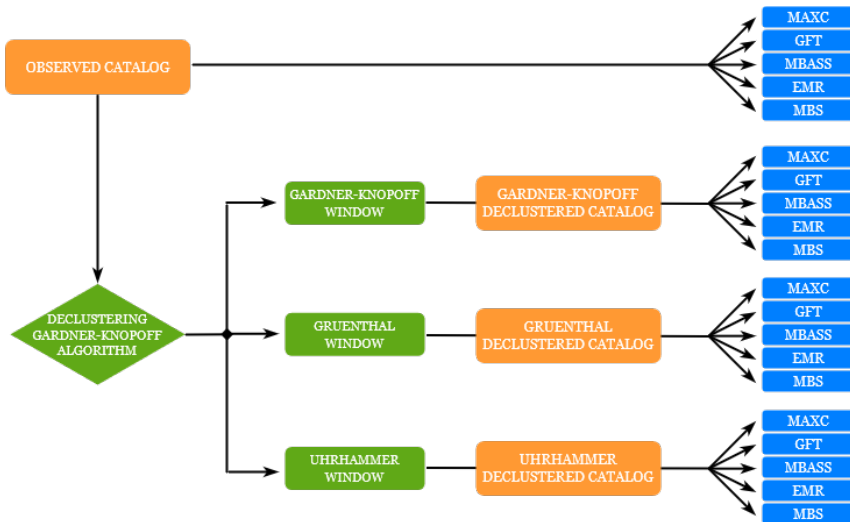 OBSERVED CATALOG
MAXC
GFT
MBASS
EMR
MBS
DECLUSTERING
GARDNER-KNOPOFF
ALGORITHM
GARDNER-KNOPOFF
WINDOW
GARDNER-KNOPOFF
DECLUSTERED CATALOG
MAXC
GFT
MBASS
EMR
MBS
GRUENTHAL
WINDOW
GRUENTHAL
DECLUSTERED CATALOG
MAXC
GFT
MBASS
EMR
MBS
UHRHAMMER
WINDOW
UHRHAMMER
DECLUSTERED CATALOG
MAXC
GFT
MBASS
EMR
MBS